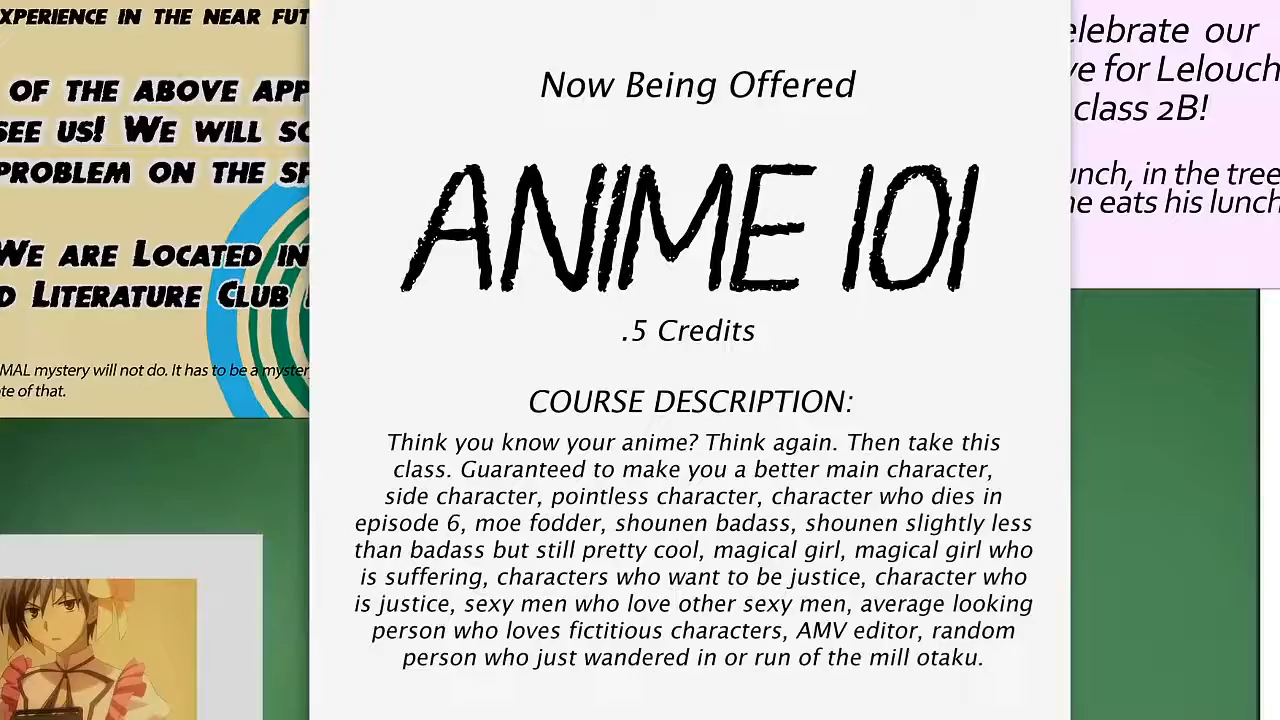 XPERIENCE IN THE NEAR FUT
OF THE ABOVE APP
SEE US! WE WILL SO
PROBLEM ON THE SP
WE ARE LOCATED IN
D LITERATURE CLUB
MAL mystery will not do. It has to be a myster
te of that.
Now Being Offered
ANIME 101
.5 Credits
COURSE DESCRIPTION:
Think you know your anime? Think again. Then take this
class. Guaranteed to make you a better main character,
side character, pointless character, character who dies in
episode 6, moe fodder, shounen badass, shounen slightly less
than badass but still pretty cool, magical girl, magical girl who
is suffering, characters who want to be justice, character who
is justice, sexy men who love other sexy men, average looking
person who loves fictitious characters, AMV editor, random
person who just wandered in or run of the mill otaku.
elebrate our
ve for Lelouch
class 2B!
unch, in the tree
he eats his lunch